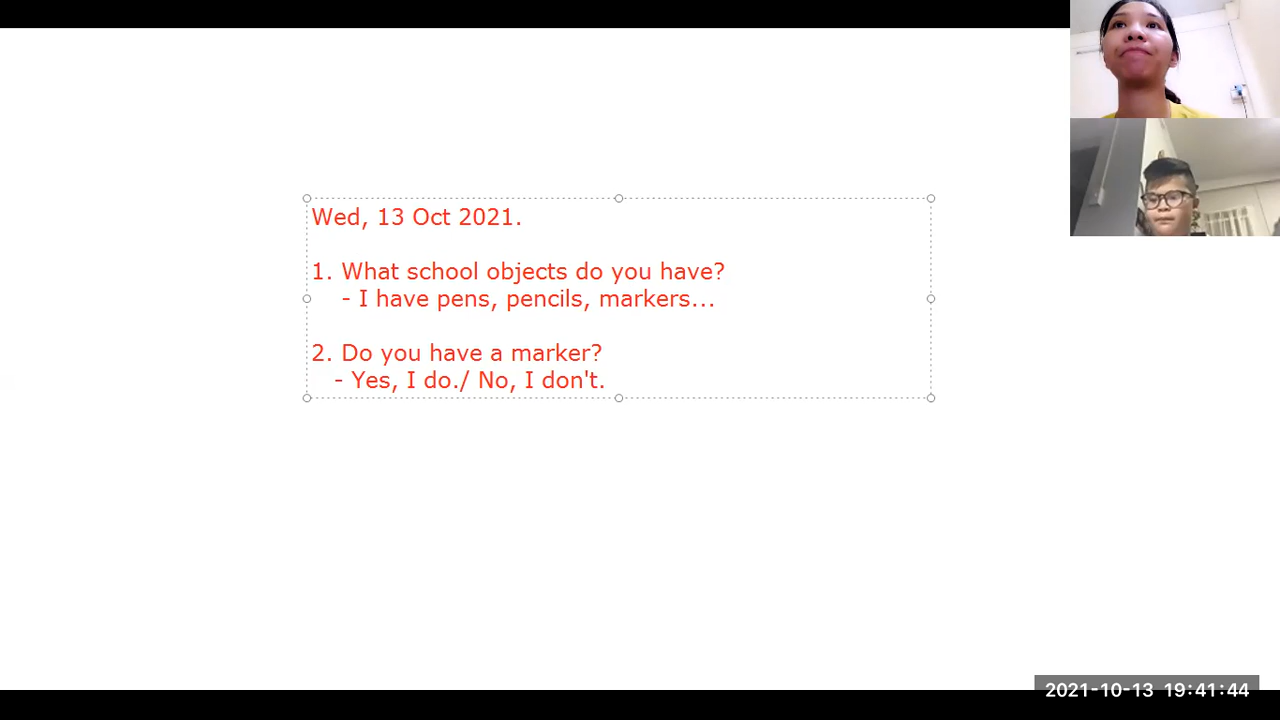 Wed, 13 Oct 2021.
1. What school objects do you have?
- I have pens, pencils, markers...
2. Do you have a marker?
- Yes, I do./ No, I don't.
2021-10-13 19:41:44